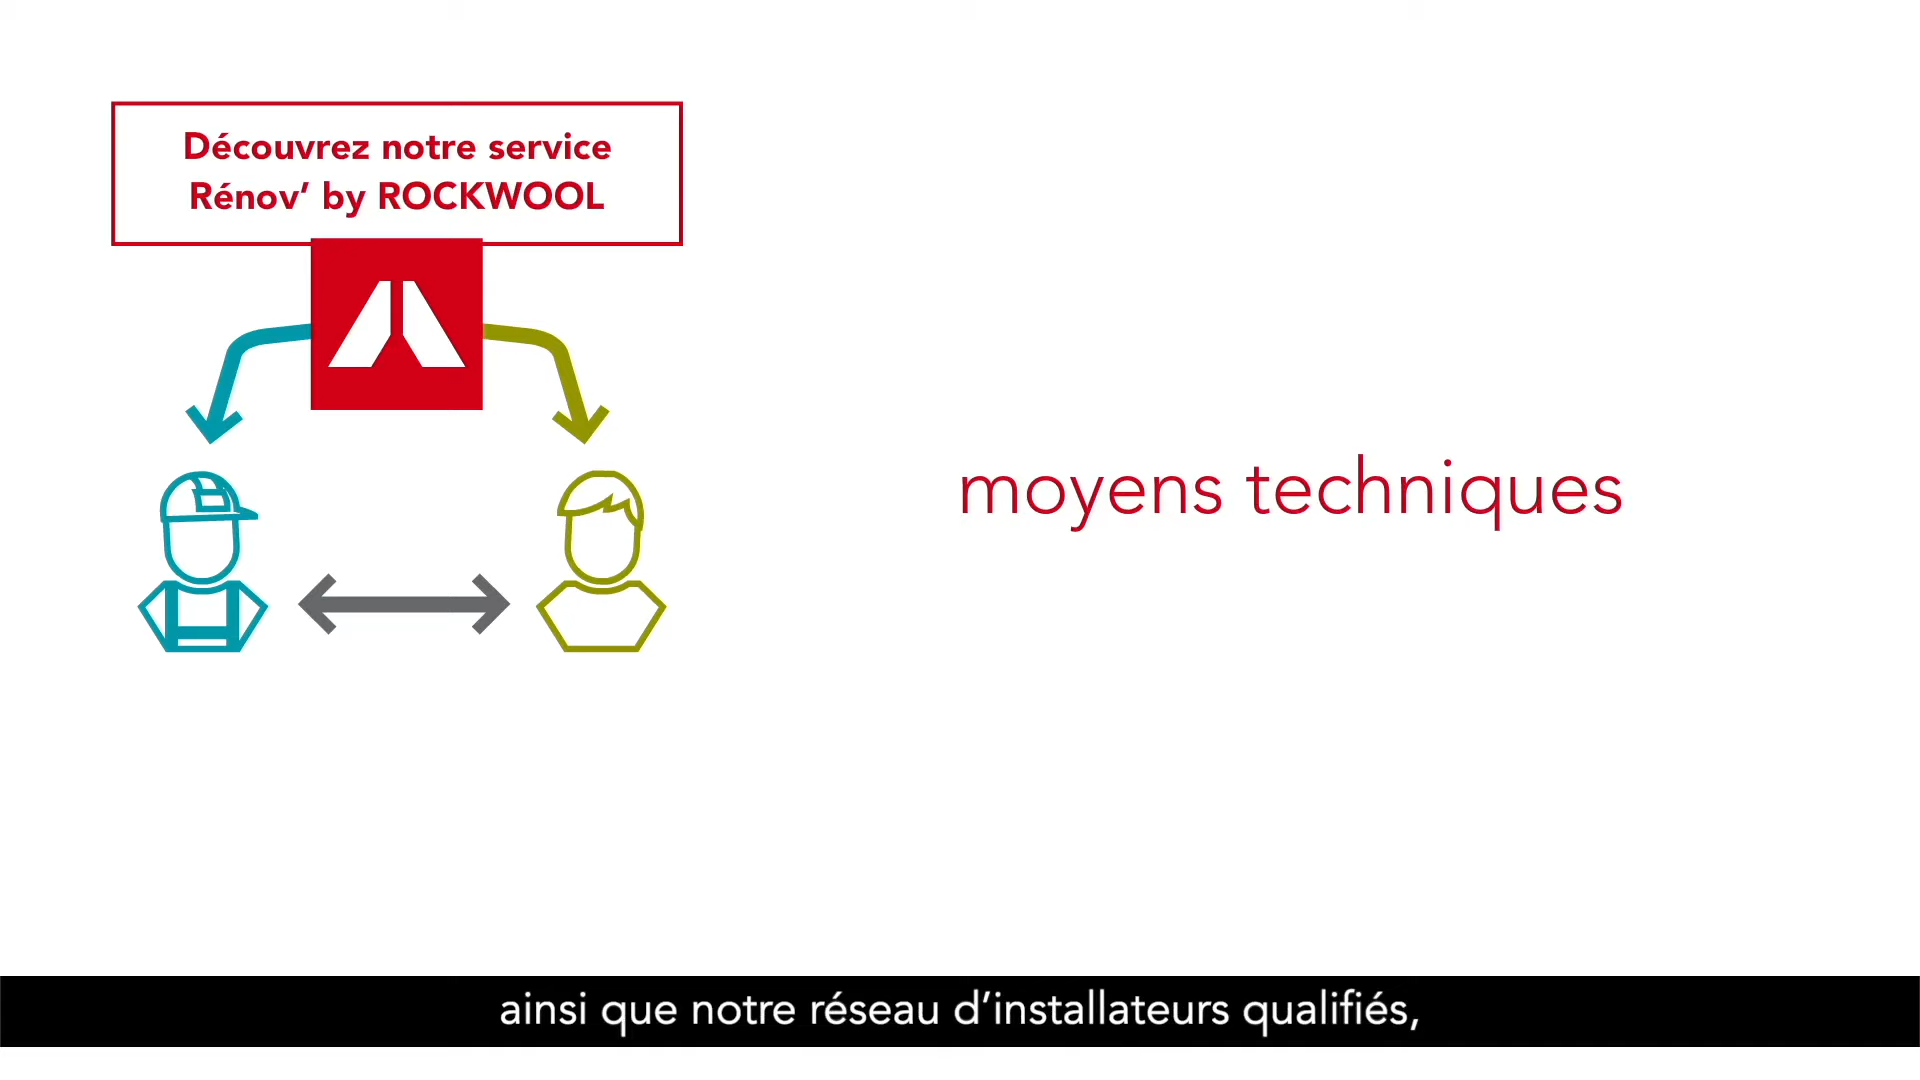 Découvrez notre service
Rénov’ by ROCKWOOL
moyens techniques
ainsi que notre réseau d’installateurs qualifiés,